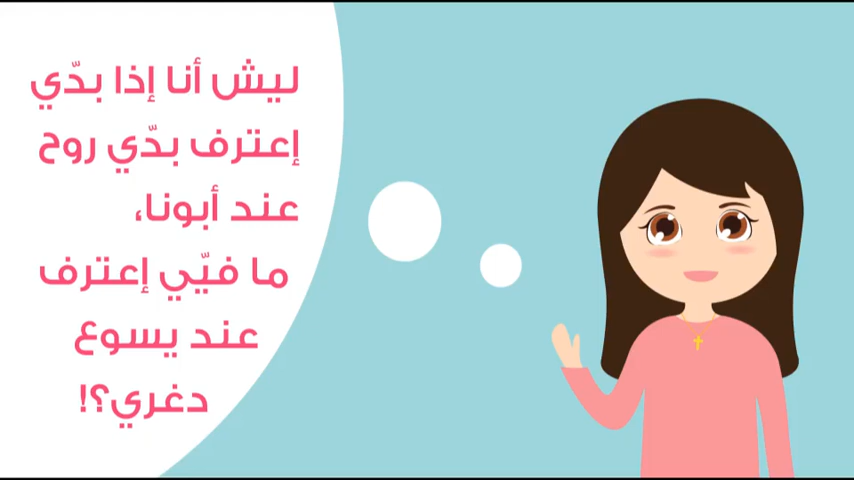 ليش أنا إذا بدّي
إعترف بدّي روح
عند أبونا،
ما فيّي إعترف
عند يسوع
دغري؟!